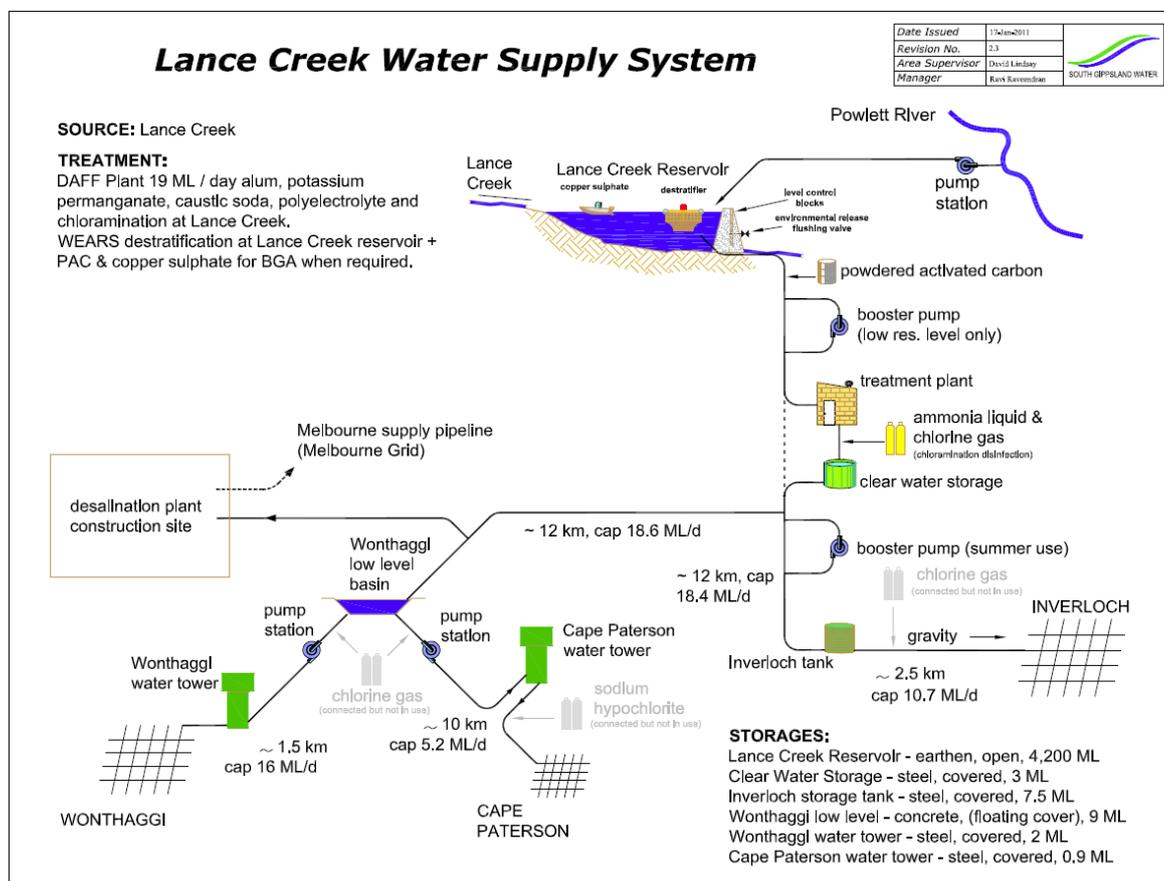 Lance Creek Water Supply System
Date Issued 17-Jan-2011
Revision No. 2.3
Area Supervisor David Lindsay
Manager Ravi Raveendran
SOUTH GIPPSLAND WATER
SOURCE: Lance Creek
TREATMENT:
DAFF Plant 19 ML / day alum, potassium
permanganate, caustic soda, polyelectrolyte and
chloramination at Lance Creek.
WEARS destratification at Lance Creek reservoir +
PAC & copper sulphate for BGA when required.
Powlett River
pump
station
Lance
Creek
Lance Creek Reservoir
copper sulphate
destratifier
level control
blocks
environmental release
flushing valve
powdered activated carbon
booster pump
(low res. level only)
treatment plant
ammonia liquid &
chlorine gas
(chloramination disinfection)
clear water storage
Melbourne supply pipeline
(Melbourne Grid)
desalination plant
construction site
~ 12 km, cap 18.6 ML/d
Wonthaggi
low level
basin
booster pump (summer use)
~ 12 km, cap
18.4 ML/d
chlorine gas
(connected but not in use)
INVERLOCH
gravity
Inverloch tank
~ 2.5 km
cap 10.7 ML/d
pump
station
pump
station
Cape Paterson
water tower
Wonthaggi
water tower
chlorine gas
(connected but not in use)
sodium
hypochlorite
(connected but not in use)
~ 10 km
cap 5.2 ML/d
~ 1.5 km
cap 16 ML/d
WONTHAGGI
CAPE
PATERSON
STORAGES:
Lance Creek Reservoir - earthen, open, 4,200 ML
Clear Water Storage - steel, covered, 3 ML
Inverloch storage tank - steel, covered, 7.5 ML
Wonthaggi low level - concrete, (floating cover), 9 ML
Wonthaggi water tower - steel, covered, 2 ML
Cape Paterson water tower - steel, covered, 0.9 ML